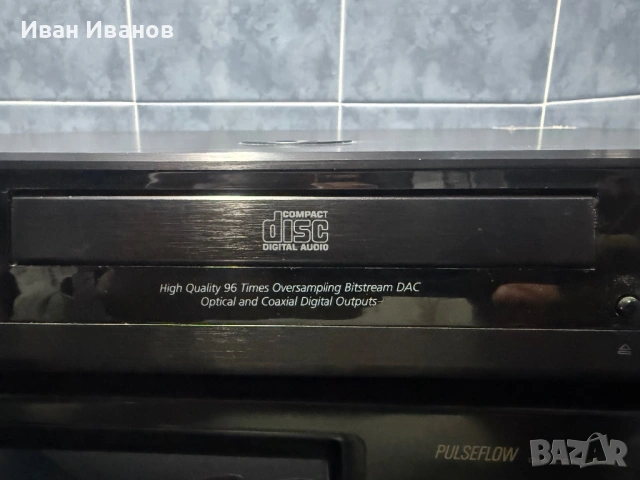 Иван Иванов
COMPACT
disc
DIGITAL AUDIO
High Quality 96 Times Oversampling Bitstream DAC
Optical and Coaxial Digital Outputs
PULSEFLOW
BAZAR